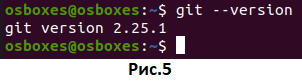 osboxes@osboxes:~$ git --version
git version 2.25.1
osboxes@osboxes:~$
Рис.5